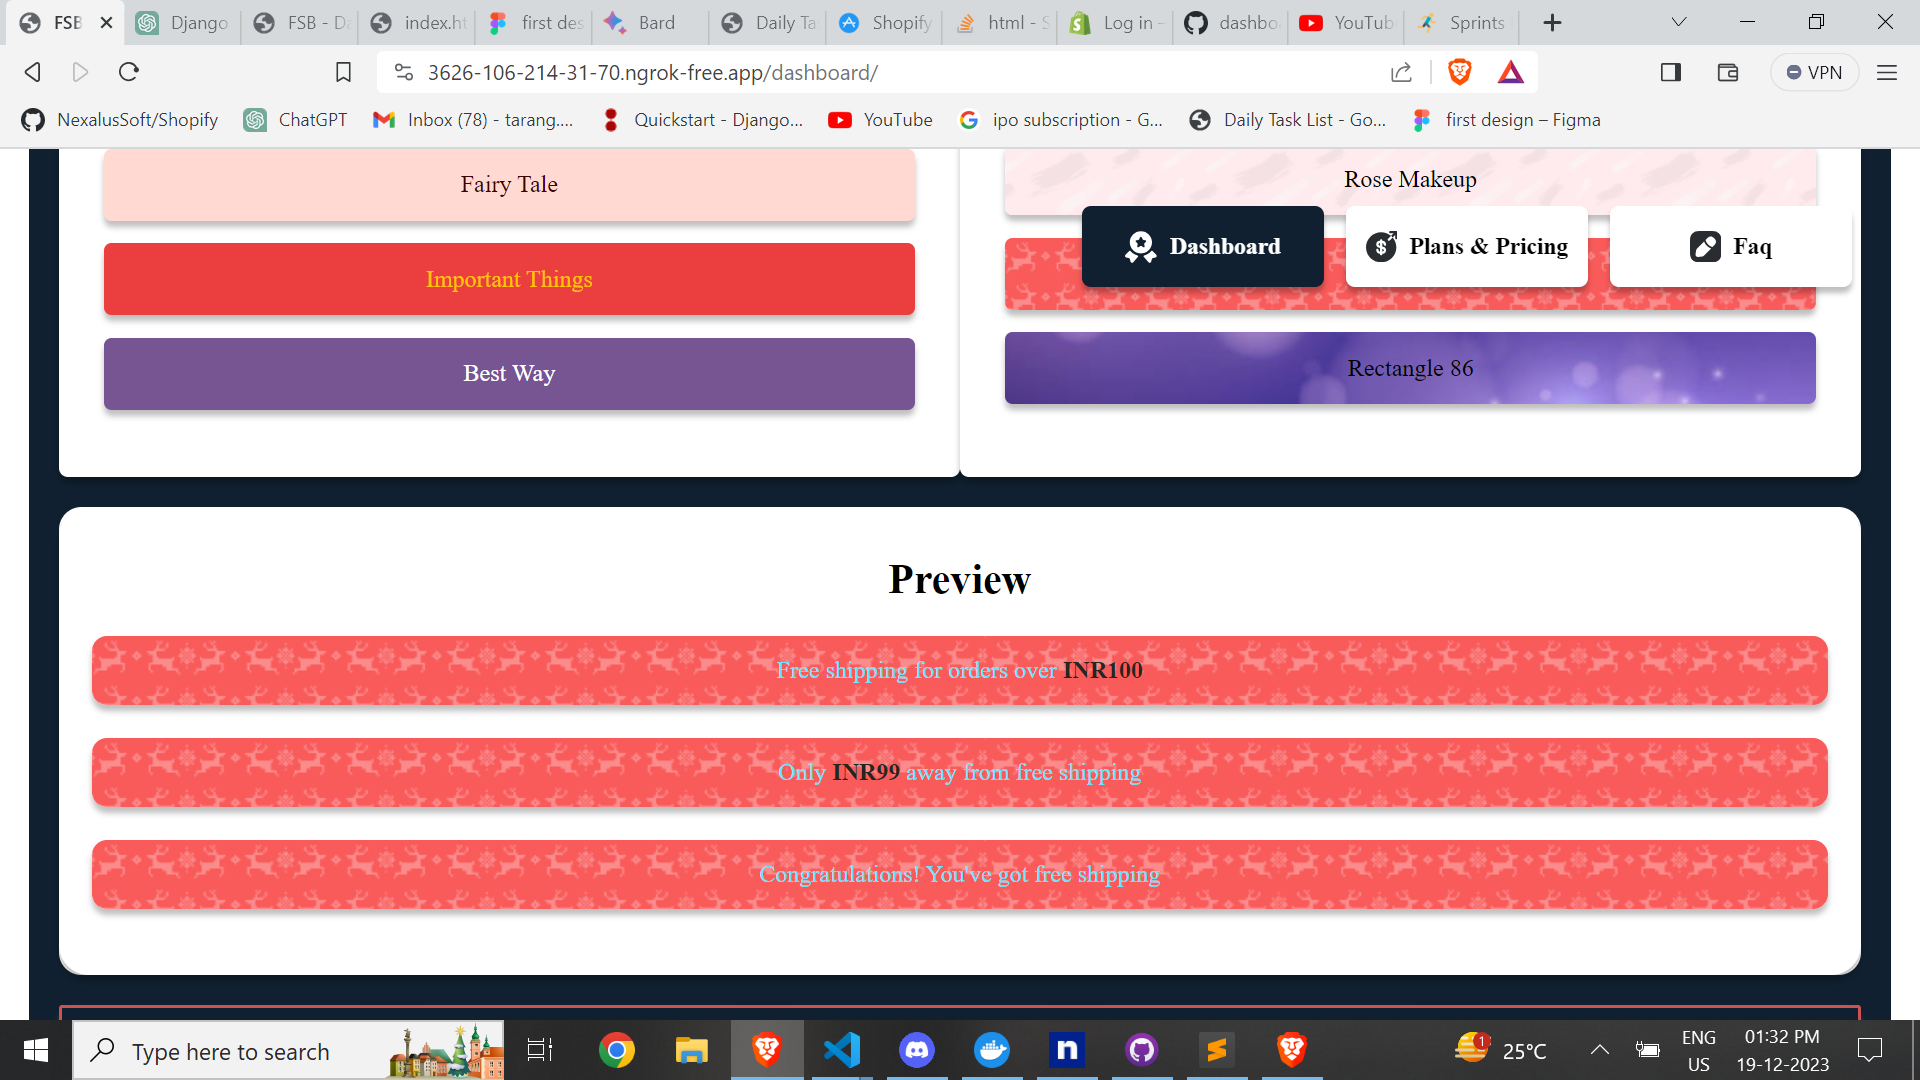 FSB
Django
FSB - Da
index.ht
first des
Bard
Daily Ta
Shopify
html - S
Log in -
dashbo
YouTub
Sprints
3626-106-214-31-70.ngrok-free.app/dashboard/
VPN
NexalusSoft/Shopify
ChatGPT
Inbox (78) - tarang....
Quickstart - Django...
YouTube
ipo subscription - G...
Daily Task List - Go...
first design – Figma
Fairy Tale
Rose Makeup
Dashboard
Plans & Pricing
Faq
Important Things
Best Way
Rectangle 86
Preview
Free shipping for orders over INR100
Only INR99 away from free shipping
Congratulations! You've got free shipping
Type here to search
1
25°C
ENG
US
01:32 PM
19-12-2023